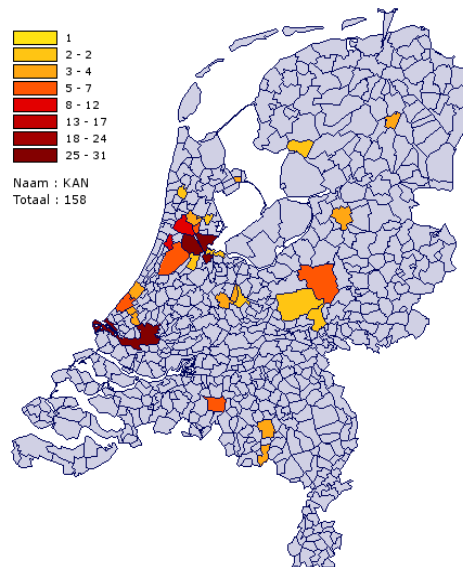 1
2 - 2
3 - 4
5 - 7
8 - 12
13 - 17
18 - 24
25 - 31
Naam : KAN
Totaal : 158